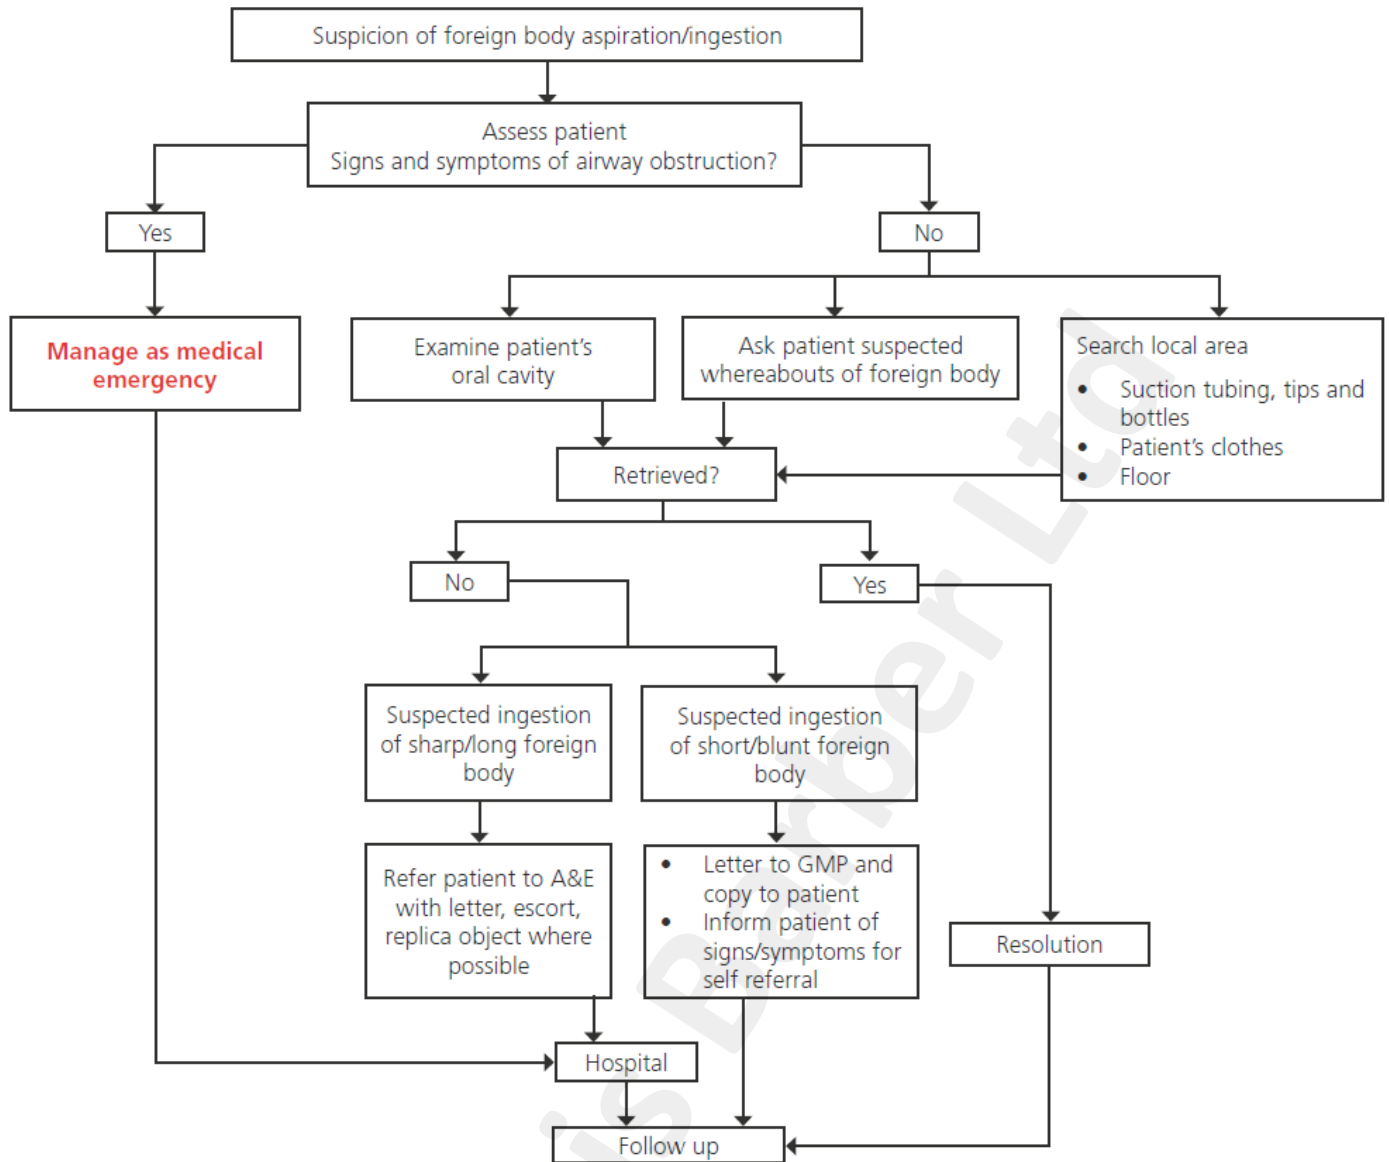 Suspicion of foreign body aspiration/ingestion
Assess patient
Signs and symptoms of airway obstruction?
Yes
No
Manage as medical
emergency
Examine patient's
oral cavity
Ask patient suspected
whereabouts of foreign body
Search local area
• Suction tubing, tips and
bottles
• Patient's clothes
• Floor
Retrieved?
No
Yes
Suspected ingestion
of sharp/long foreign
body
Suspected ingestion
of short/blunt foreign
body
Refer patient to A&E
with letter, escort,
replica object where
possible
• Letter to GMP and
copy to patient
• Inform patient of
signs/symptoms for
self referral
Resolution
Hospital
Follow up
is Barber Ltd